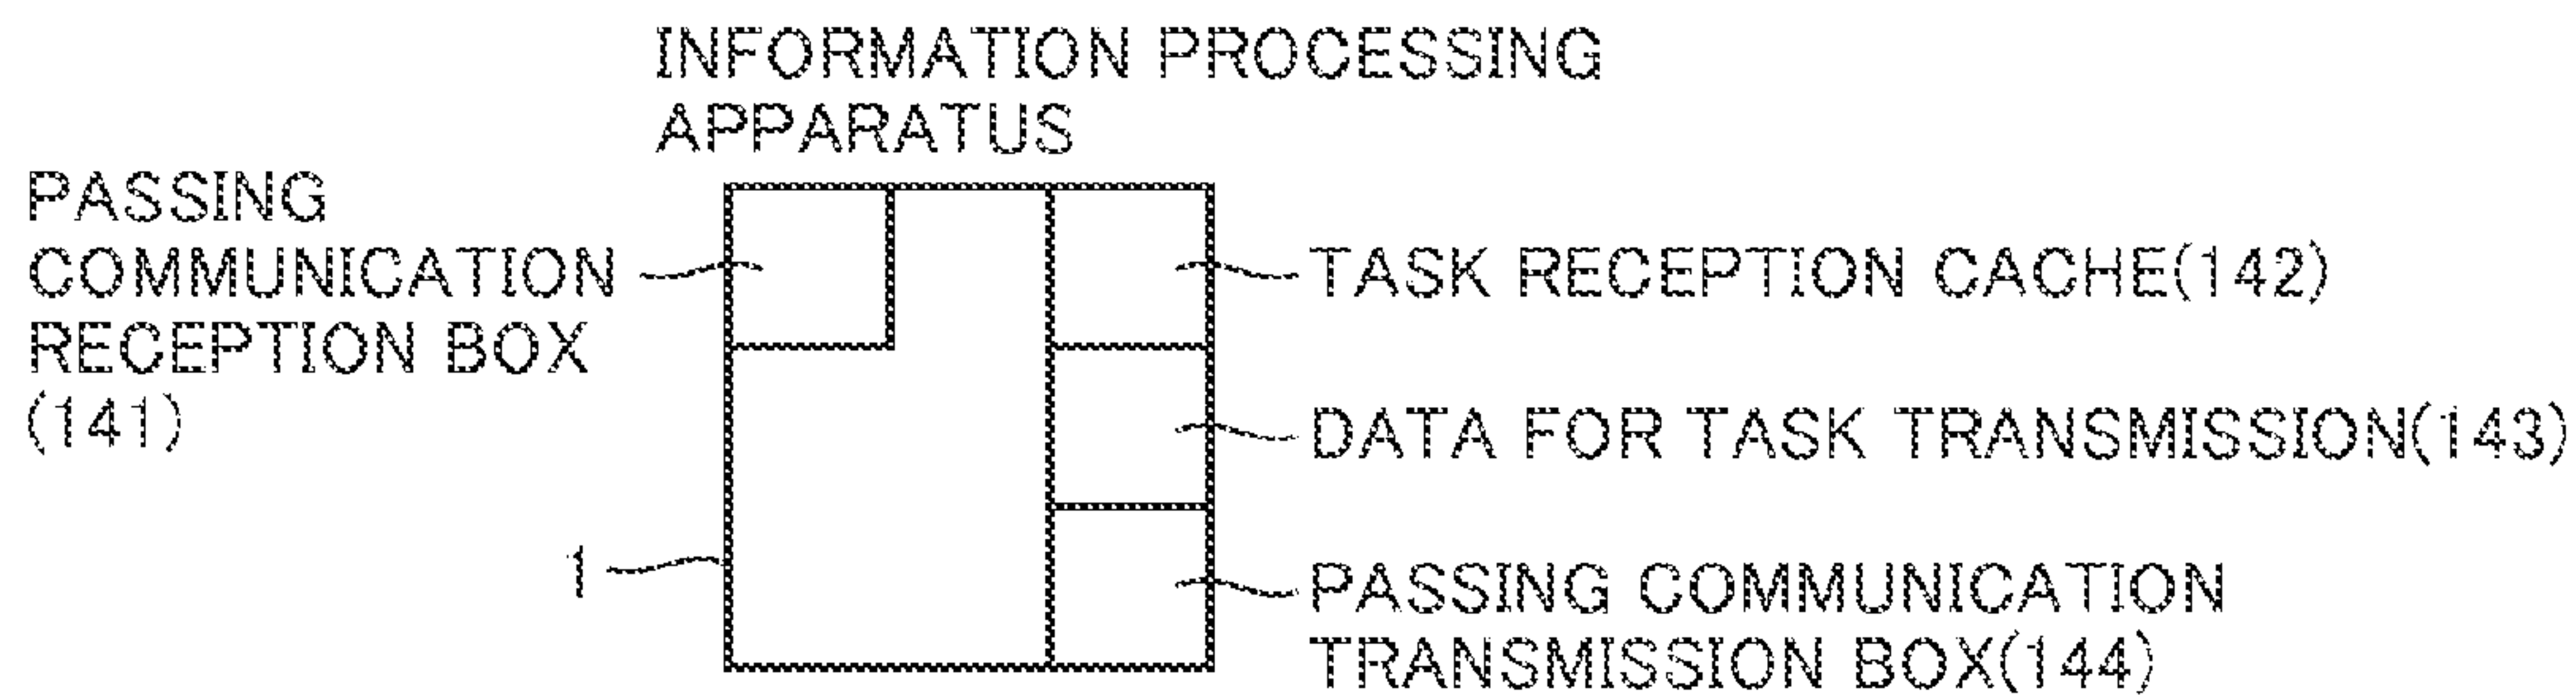 INFORMATION PROCESSING
APPARATUS
PASSING
COMMUNICATION
RECEPTION BOX
(141)
TASK RECEPTION CACHE(142)
DATA FOR TASK TRANSMISSION(143)
1
PASSING COMMUNICATION
TRANSMISSION BOX(144)